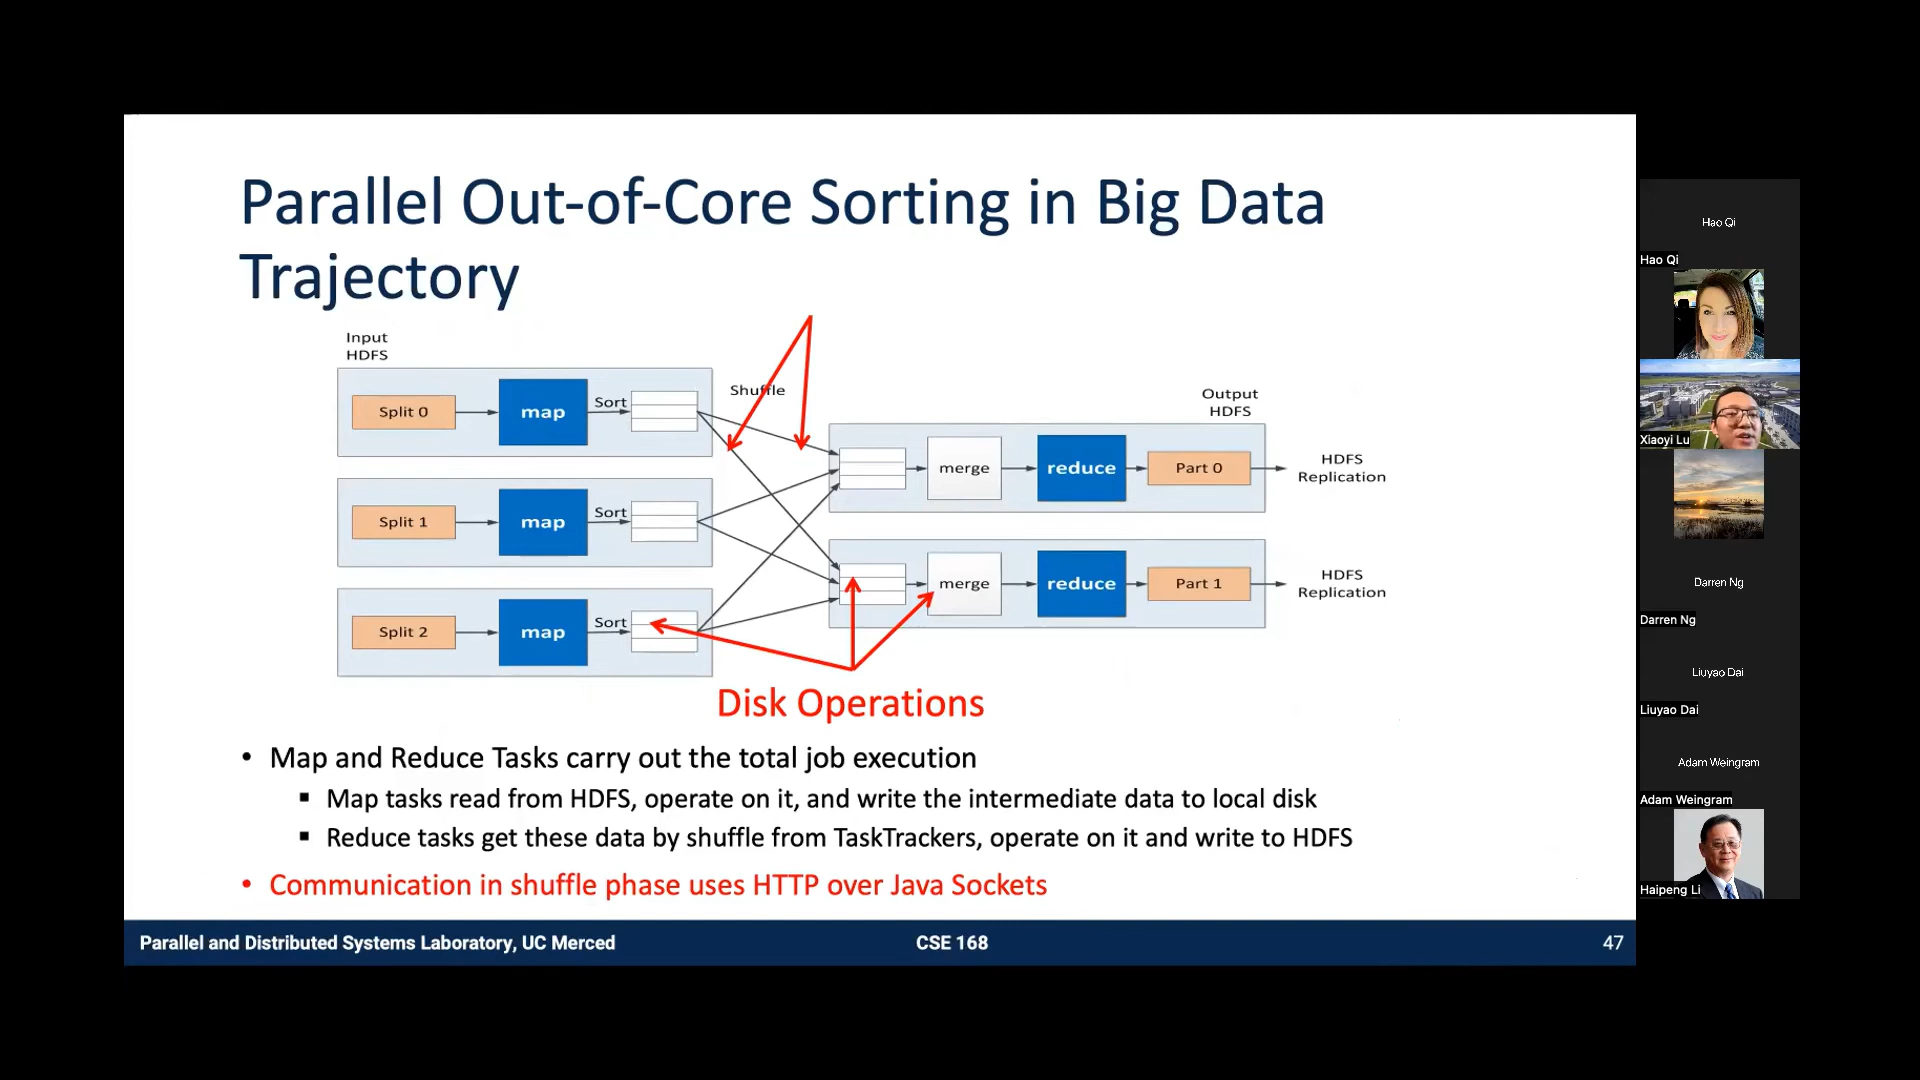 Parallel Out-of-Core Sorting in Big Data
Trajectory
Input
HDFS
Split 0
map
Sort
Shuffle
Split 1
map
Sort
Split 2
map
Sort
Output
HDFS
merge
reduce
Part 0
HDFS
Replication
merge
reduce
Part 1
HDFS
Replication
Disk Operations
• Map and Reduce Tasks carry out the total job execution
▪ Map tasks read from HDFS, operate on it, and write the intermediate data to local disk
▪ Reduce tasks get these data by shuffle from TaskTrackers, operate on it and write to HDFS
• Communication in shuffle phase uses HTTP over Java Sockets
Parallel and Distributed Systems Laboratory, UC Merced
CSE 168
47
Hao Qi
Hao Qi
Xiaoyi Lu
Darren Ng
Darren Ng
Liuyao Dai
Liuyao Dai
Adam Weingram
Adam Weingram
Haipeng Li